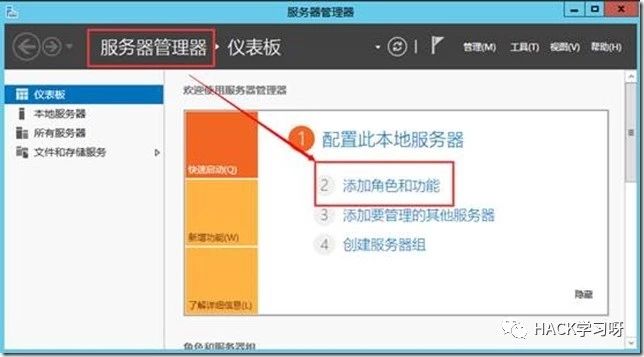 服务器管理器
服务器管理器 · 仪表板
管理(M) 工具(T) 视图(V) 帮助(H)
仪表板
本地服务器
所有服务器
文件和存储服务
欢迎使用服务器管理器
快速启动(Q)
新增功能(W)
了解详细信息(L)
1 配置此本地服务器
2 添加角色和功能
3 添加要管理的其他服务器
4 创建服务器组
隐藏
角色和服务器组
HACK学习呀